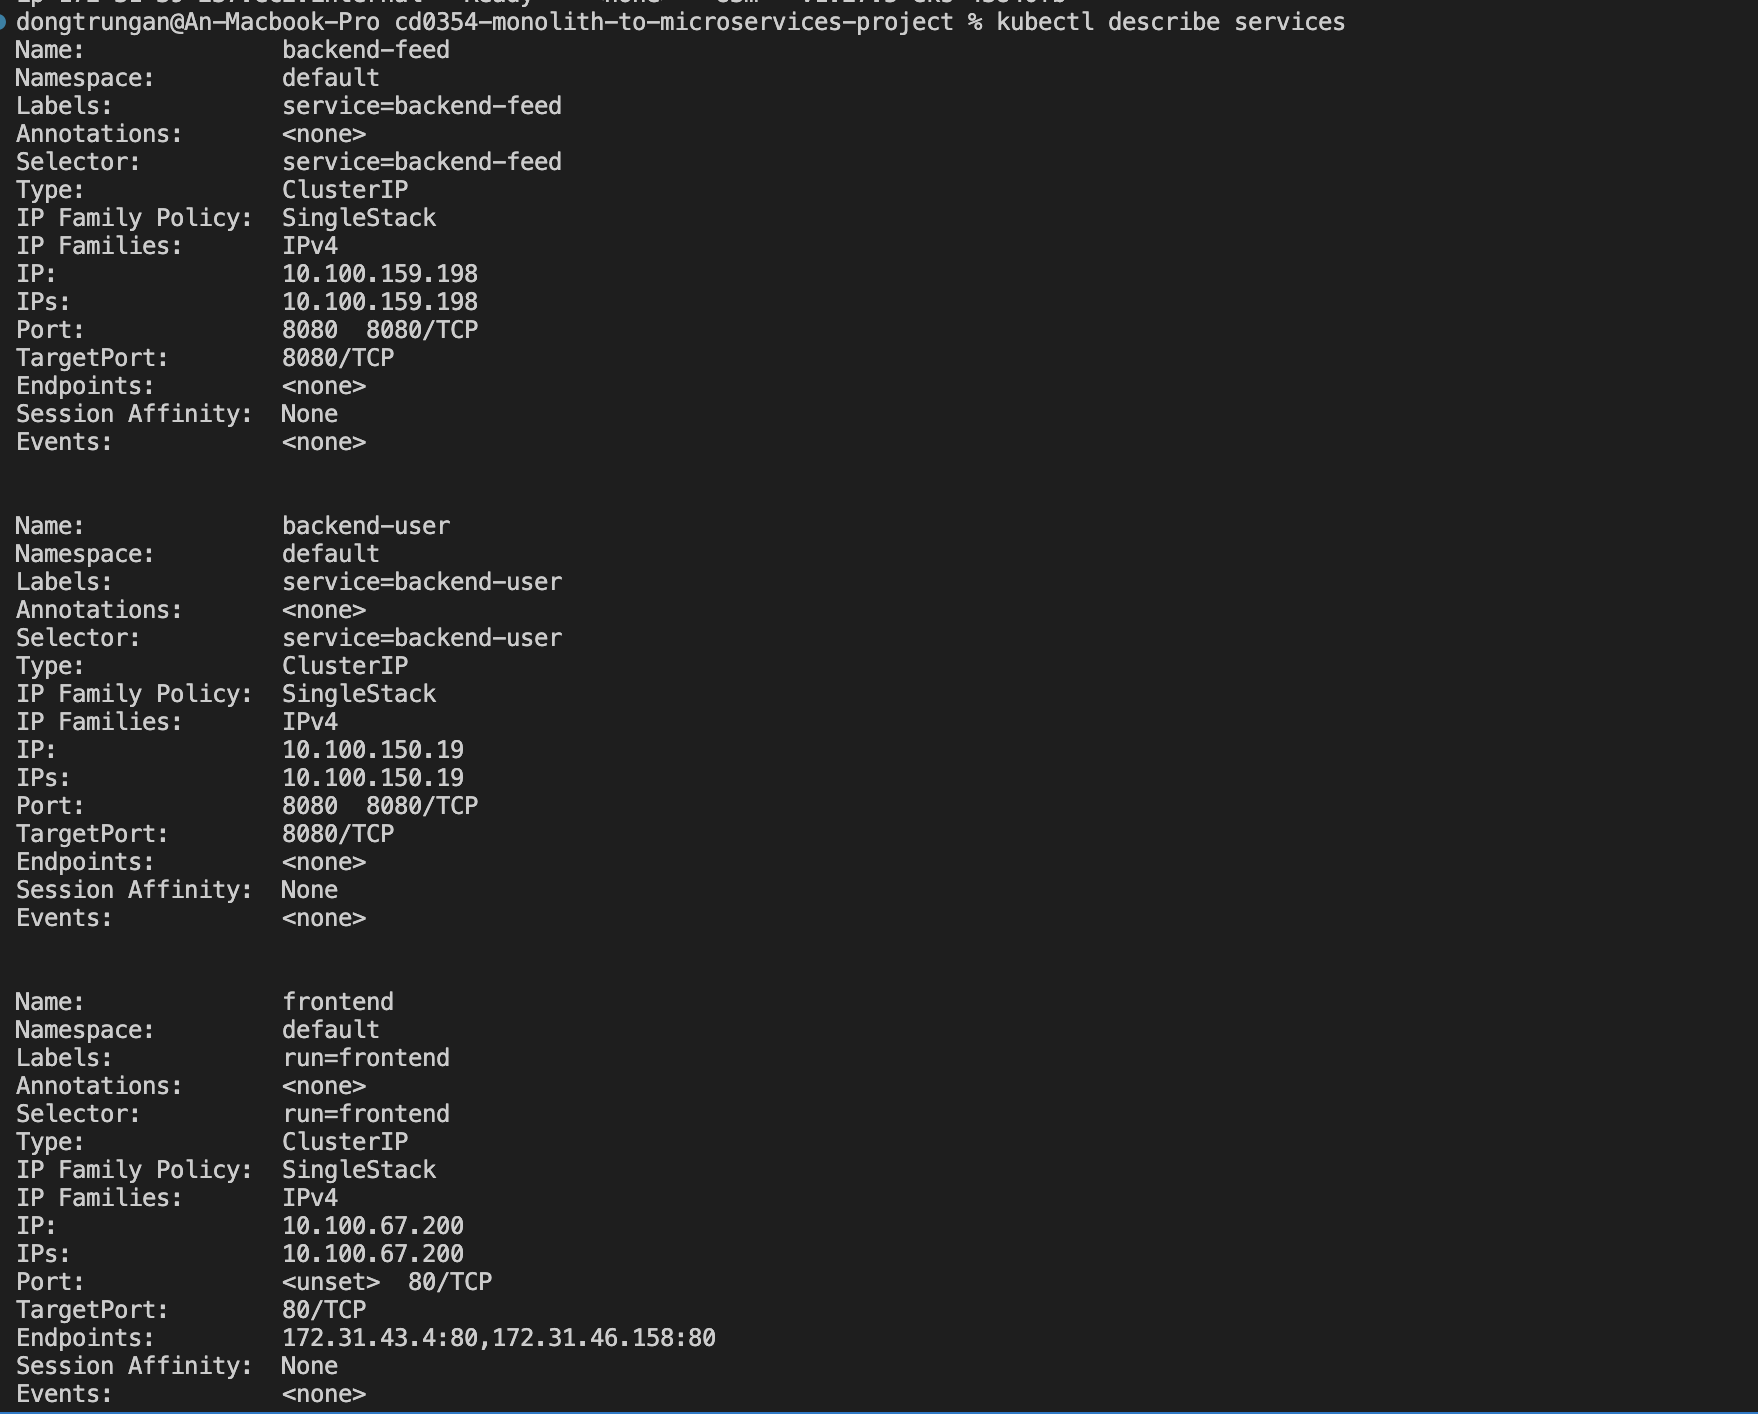 dongtrungan@An-Macbook-Pro cd0354-monolith-to-microservices-project % kubectl describe services
Name:              backend-feed
Namespace:         default
Labels:            service=backend-feed
Annotations:       <none>
Selector:          service=backend-feed
Type:              ClusterIP
IP Family Policy:  SingleStack
IP Families:       IPv4
IP:                10.100.159.198
IPs:               10.100.159.198
Port:              8080  8080/TCP
TargetPort:        8080/TCP
Endpoints:         <none>
Session Affinity:  None
Events:            <none>
Name:              backend-user
Namespace:         default
Labels:            service=backend-user
Annotations:       <none>
Selector:          service=backend-user
Type:              ClusterIP
IP Family Policy:  SingleStack
IP Families:       IPv4
IP:                10.100.150.19
IPs:               10.100.150.19
Port:              8080  8080/TCP
TargetPort:        8080/TCP
Endpoints:         <none>
Session Affinity:  None
Events:            <none>
Name:              frontend
Namespace:         default
Labels:            run=frontend
Annotations:       <none>
Selector:          run=frontend
Type:              ClusterIP
IP Family Policy:  SingleStack
IP Families:       IPv4
IP:                10.100.67.200
IPs:               10.100.67.200
Port:              <unset>  80/TCP
TargetPort:        80/TCP
Endpoints:         172.31.43.4:80,172.31.46.158:80
Session Affinity:  None
Events:            <none>